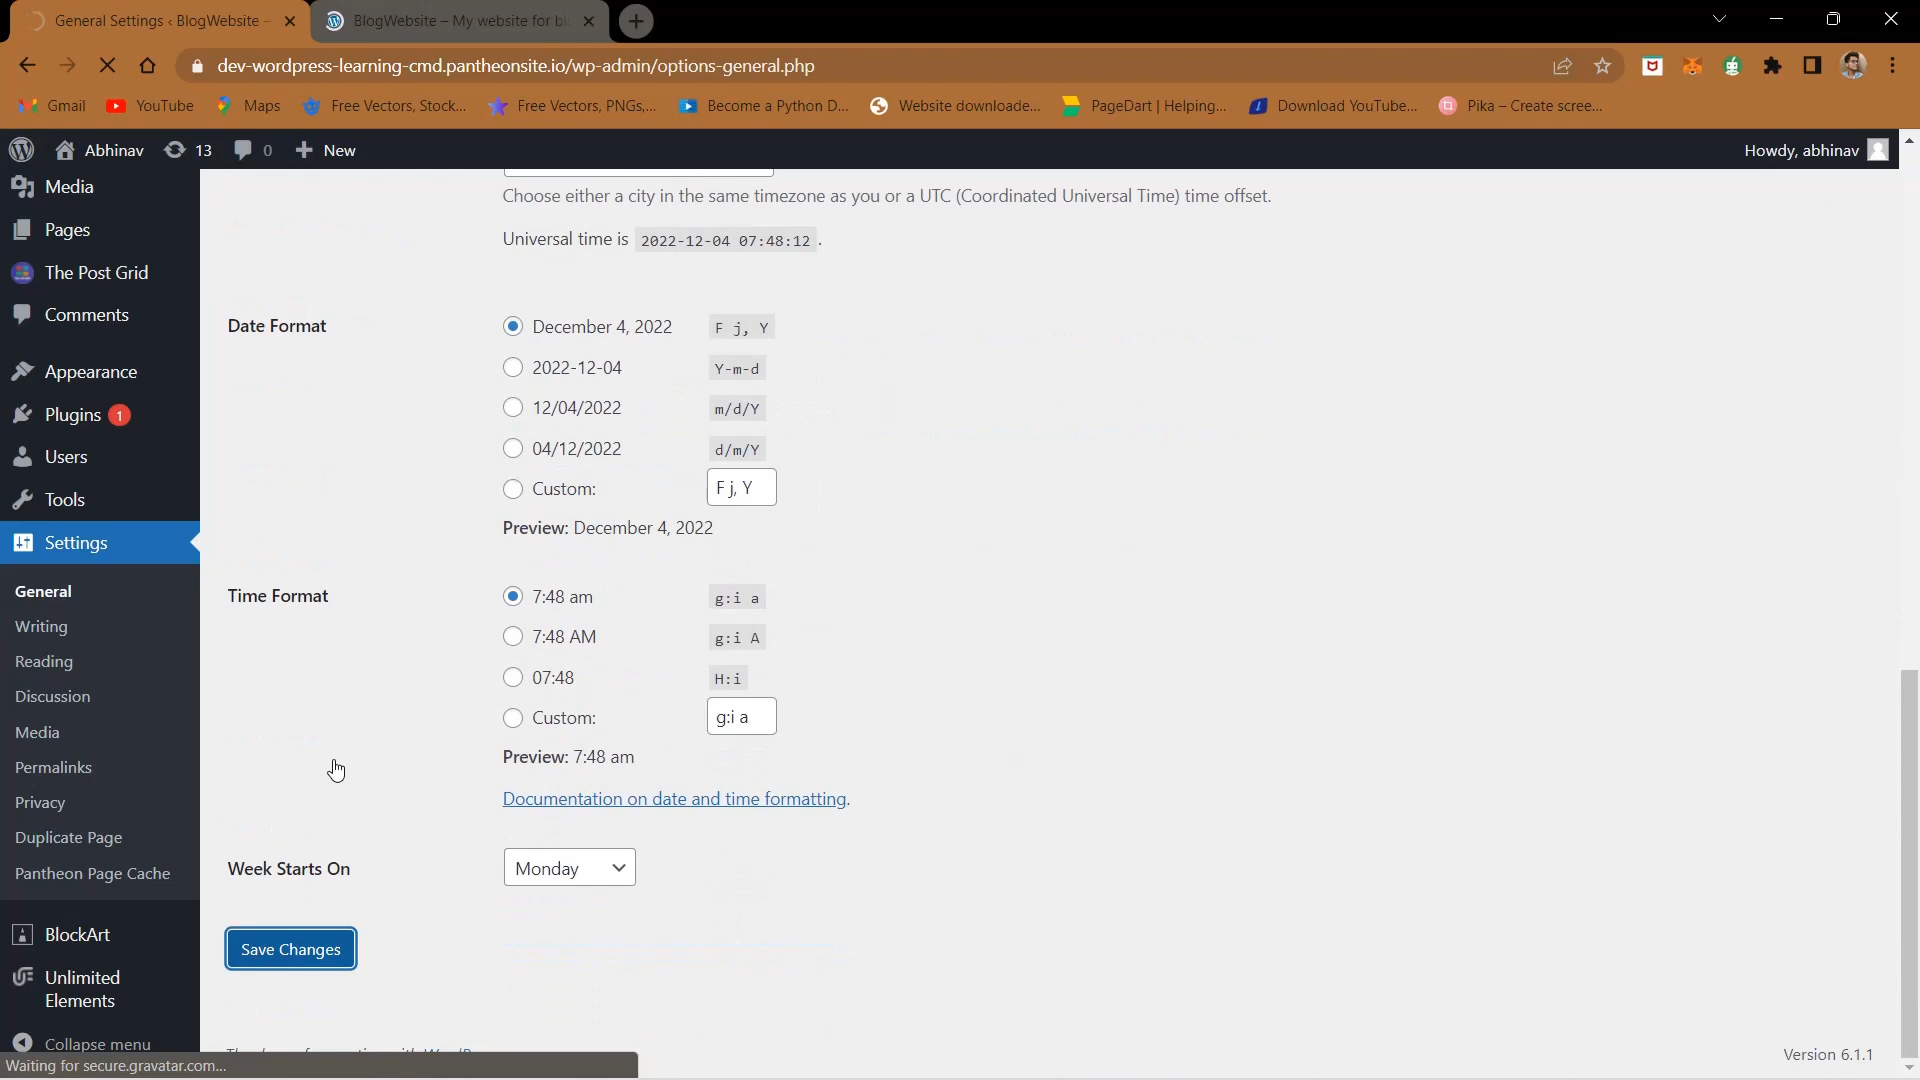 General Settings ‹ BlogWebsite –
BlogWebsite – My website for bl
dev-wordpress-learning-cmd.pantheonsite.io/wp-admin/options-general.php
Gmail
YouTube
Maps
Free Vectors, Stock...
Free Vectors, PNGs,...
Become a Python D...
Website downloade...
PageDart | Helping...
Download YouTube...
Pika – Create scree...
Abhinav
13
0
New
Howdy, abhinav
Media
Pages
The Post Grid
Comments
Appearance
Plugins 1
Users
Tools
Settings
General
Writing
Reading
Discussion
Media
Permalinks
Privacy
Duplicate Page
Pantheon Page Cache
BlockArt
Unlimited
Elements
Collapse menu
Choose either a city in the same timezone as you or a UTC (Coordinated Universal Time) time offset.
Universal time is 2022-12-04 07:48:12 .
Date Format
December 4, 2022 F j, Y
2022-12-04 Y-m-d
12/04/2022 m/d/Y
04/12/2022 d/m/Y
Custom: F j, Y
Preview: December 4, 2022
Time Format
7:48 am g:i a
7:48 AM g:i A
07:48 H:i
Custom: g:i a
Preview: 7:48 am
Documentation on date and time formatting.
Week Starts On
Monday
Save Changes
Version 6.1.1
Waiting for secure.gravatar.com...